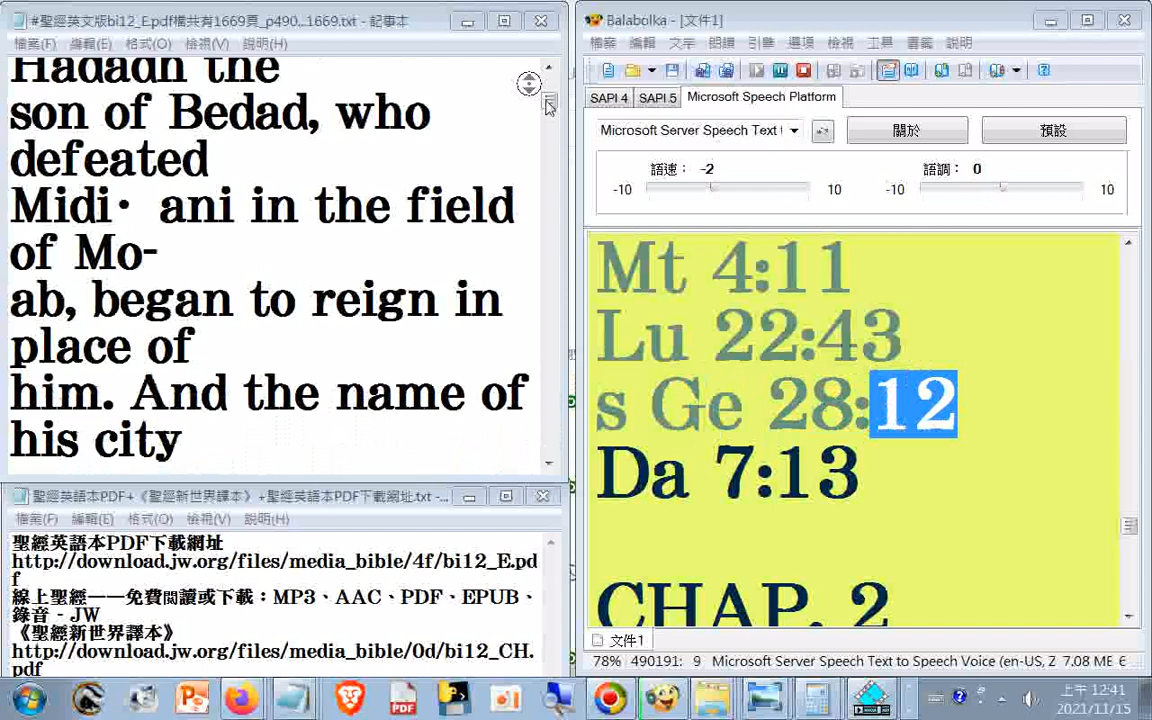 #聖經英文版bi12_E.pdf檔共有1669頁_p490,..1669.txt - 記事本
檔案(F) 編輯(E) 格式(O) 檢視(V) 說明(H)
Hadadh the
son of Bedad, who
defeated
Midi· ani in the field
of Mo-
ab, began to reign in
place of
him. And the name of
his city
聖經英語本PDF+《聖經新世界譯本》+聖經英語本PDF下載網址.txt - ...
檔案(F) 編輯(E) 格式(O) 檢視(V) 說明(H)
聖經英語本PDF下載網址
http://download.jw.org/files/media_bible/4f/bi12_E.pd
f
線上聖經——免費閱讀或下載：MP3、AAC、PDF、EPUB、
錄音 - JW
《聖經新世界譯本》
http://download.jw.org/files/media_bible/0d/bi12_CH.
pdf
Balabolka - [文件1]
檔案 編輯 文字 朗讀 引擎 選項 檢視 工具 書籤 說明
SAPI 4 SAPI 5 Microsoft Speech Platform
Microsoft Server Speech Text 關於 預設
語速： -2 語調： 0
-10 10 -10 10
Mt 4:11
Lu 22:43
s Ge 28:12
Da 7:13
CHAP. 2
文件1
78% 490191: 9 Microsoft Server Speech Text to Speech Voice (en-US, Z 7.08 MB 6
PDF
上午 12:41
2021/11/15